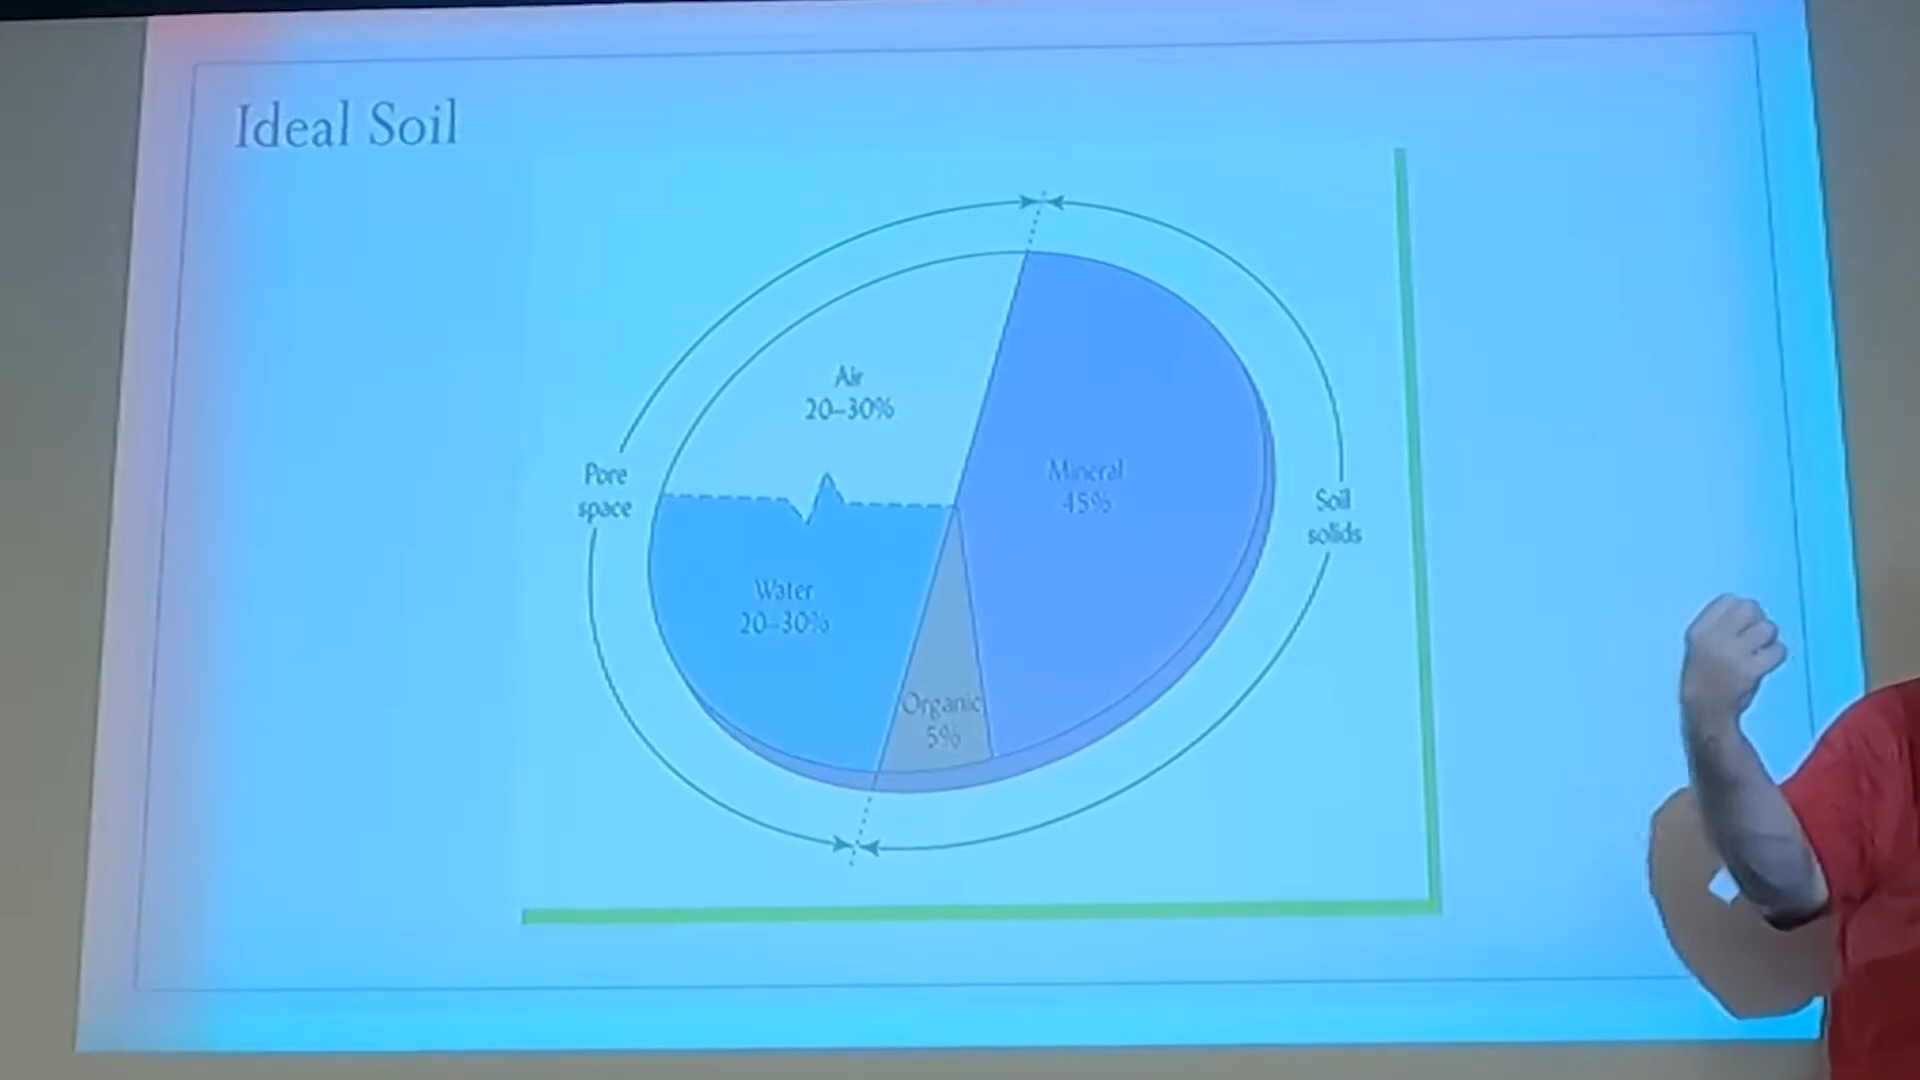 Ideal Soil
Air
20–30%
Pore
space
Mineral
45%
Soil
solids
Water
20–30%
Organic
5%